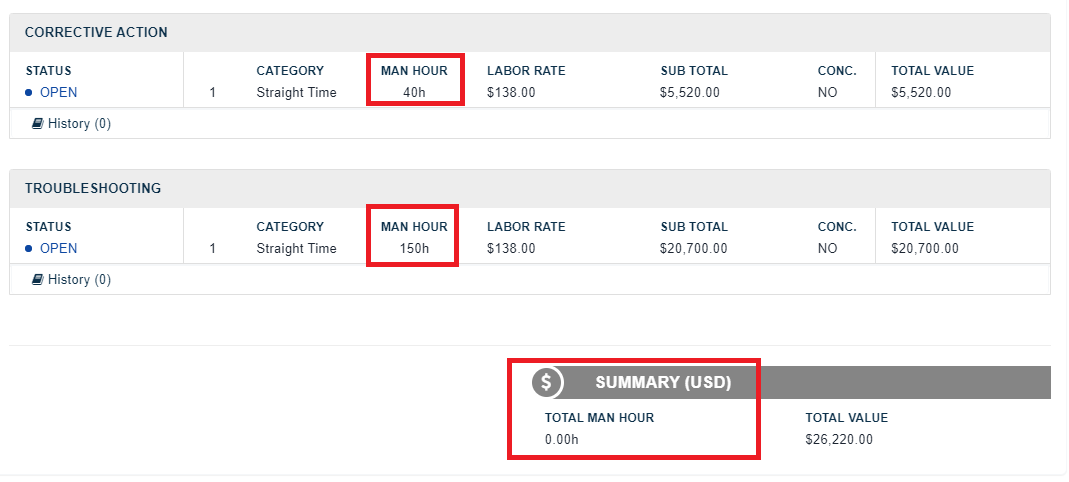 CORRECTIVE ACTION
STATUS CATEGORY MAN HOUR LABOR RATE SUB TOTAL CONC. TOTAL VALUE
OPEN 1 Straight Time 40h $138.00 $5,520.00 NO $5,520.00
History (0)
TROUBLESHOOTING
STATUS CATEGORY MAN HOUR LABOR RATE SUB TOTAL CONC. TOTAL VALUE
OPEN 1 Straight Time 150h $138.00 $20,700.00 NO $20,700.00
History (0)
$ SUMMARY (USD)
TOTAL MAN HOUR TOTAL VALUE
0.00h $26,220.00